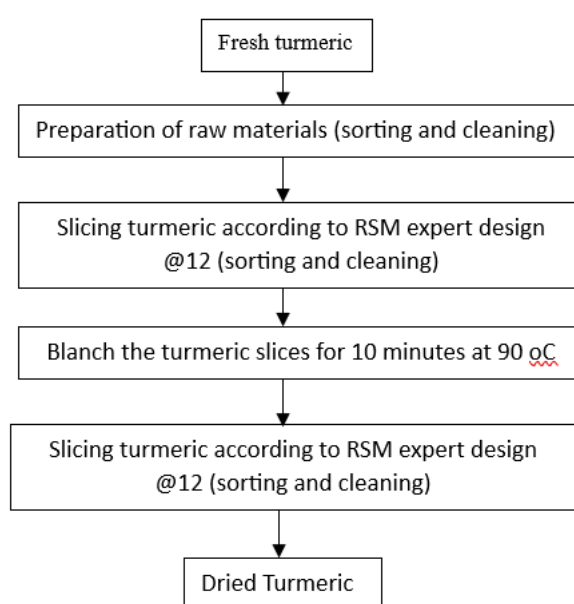 Fresh turmeric
Preparation of raw materials (sorting and cleaning)
Slicing turmeric according to RSM expert design
@12 (sorting and cleaning)
Blanch the turmeric slices for 10 minutes at 90 oC
Slicing turmeric according to RSM expert design
@12 (sorting and cleaning)
Dried Turmeric